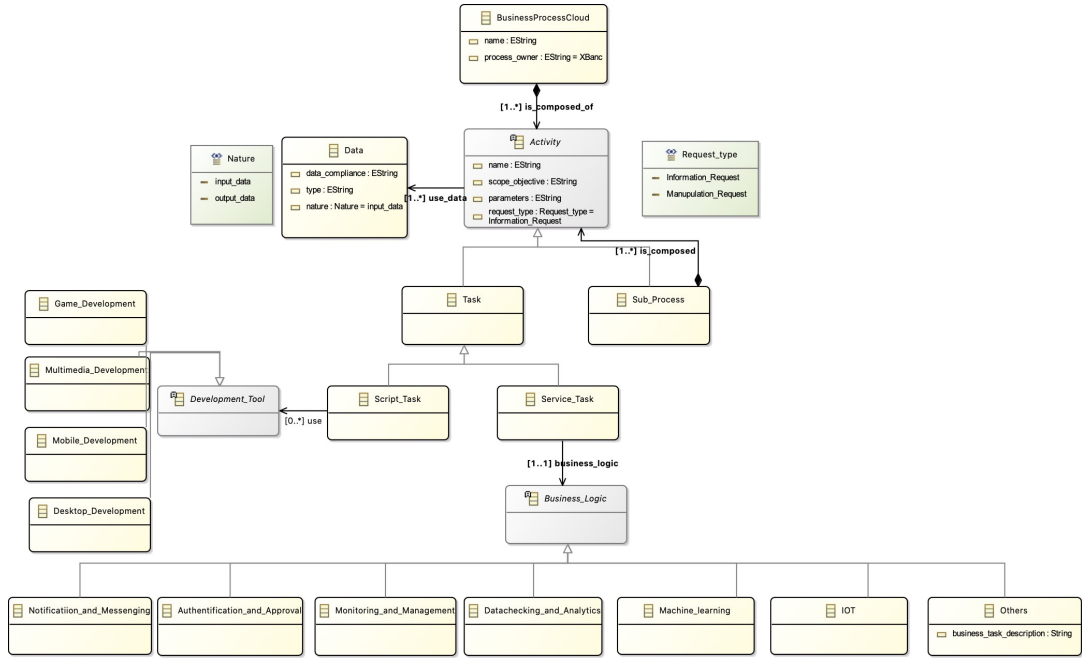 BusinessProcessCloud
name : EString
process_owner : EString = XBanc
[1..*] is_composed_of
Nature
input_data
output_data
Data
data_compliance : EString
type : EString
nature : Nature = input_data
[1..*] use_data
Activity
name : EString
scope_objective : EString
parameters : EString
request_type : Request_type =
Information_Request
Request_type
Information_Request
Manupulation_Request
[1..*] is_composed
Task
Sub_Process
Game_Development
Multimedia_Development
Mobile_Development
Desktop_Development
Development_Tool
[0..*] use
Script_Task
Service_Task
[1..1] business_logic
Business_Logic
Notificatiion_and_Messenging
Authentification_and_Approval
Monitoring_and_Management
Datachecking_and_Analytics
Machine_learning
IOT
Others
business_task_description : String